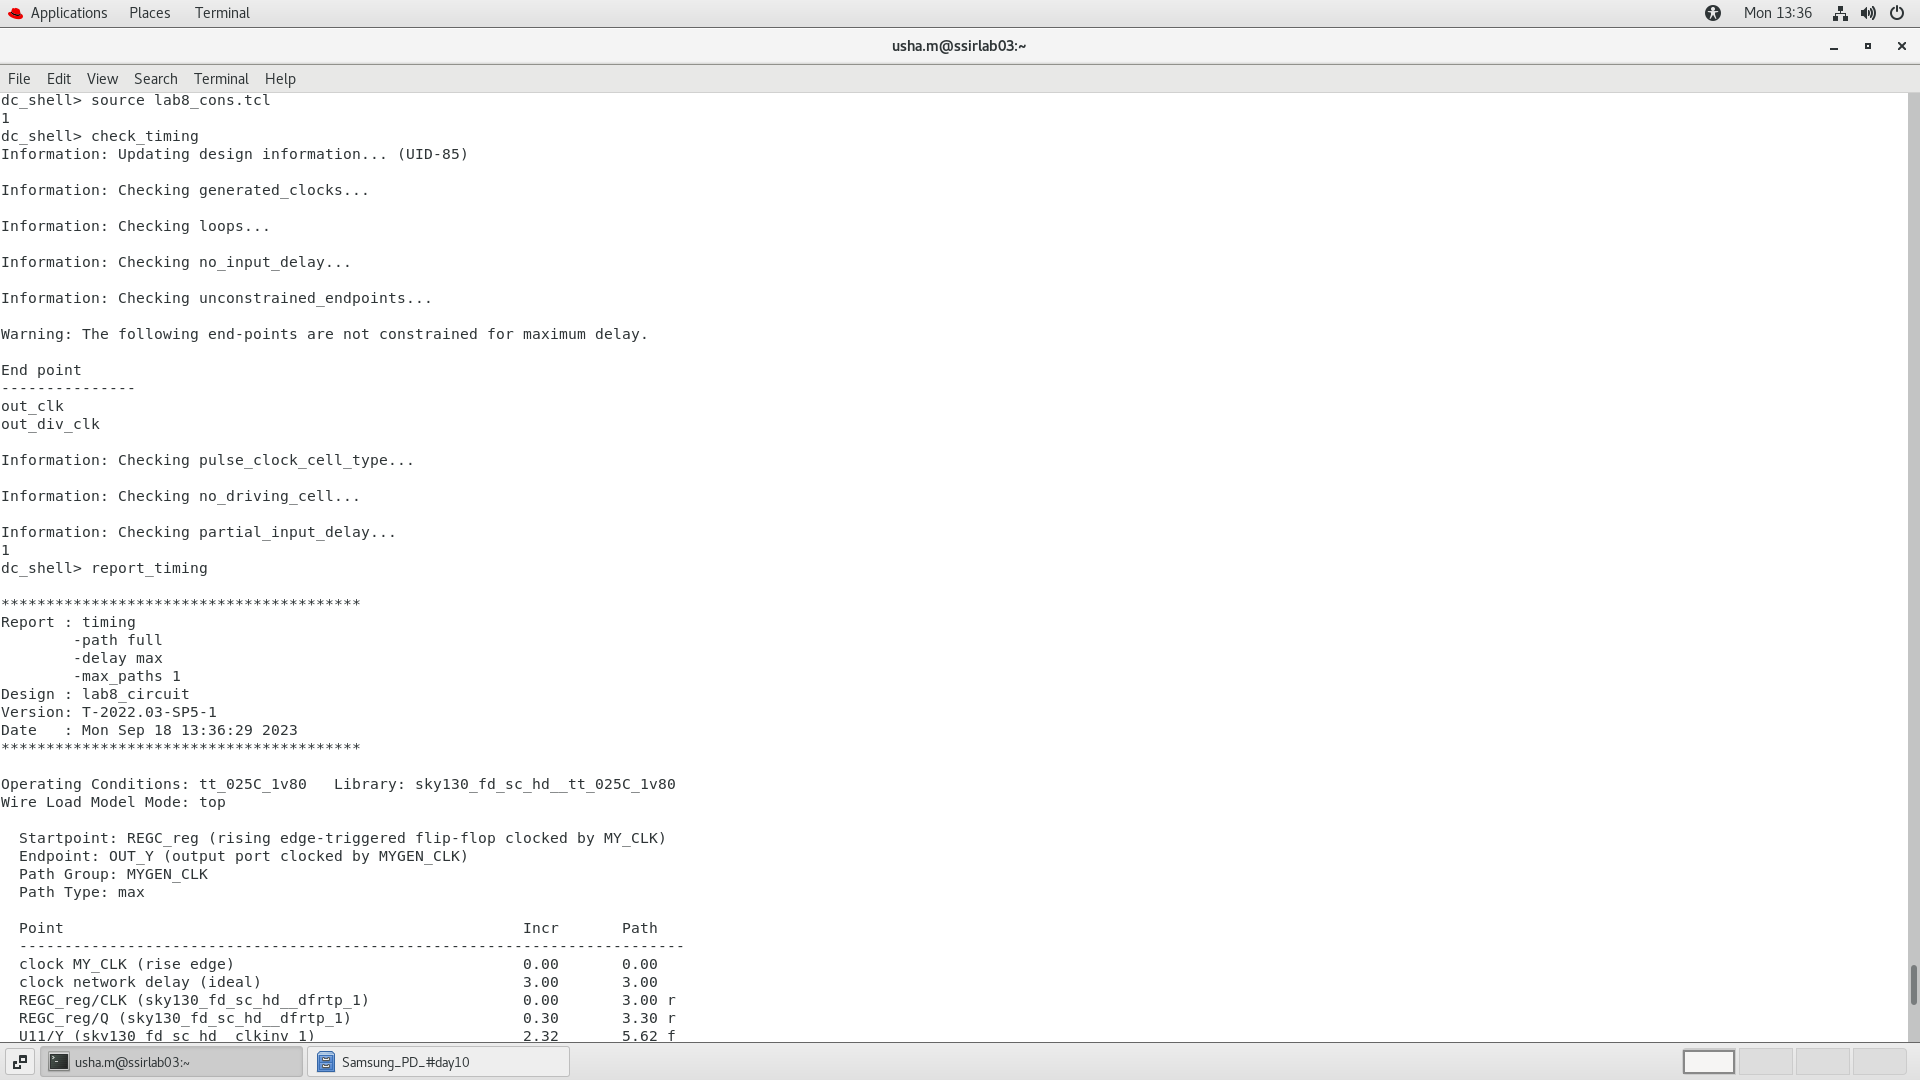 Applications Places Terminal Mon 13:36
usha.m@ssirlab03:~
File Edit View Search Terminal Help
dc_shell> source lab8_cons.tcl
1
dc_shell> check_timing
Information: Updating design information... (UID-85)
Information: Checking generated_clocks...
Information: Checking loops...
Information: Checking no_input_delay...
Information: Checking unconstrained_endpoints...
Warning: The following end-points are not constrained for maximum delay.
End point
---------------
out_clk
out_div_clk
Information: Checking pulse_clock_cell_type...
Information: Checking no_driving_cell...
Information: Checking partial_input_delay...
1
dc_shell> report_timing
****************************************
Report : timing
        -path full
        -delay max
        -max_paths 1
Design : lab8_circuit
Version: T-2022.03-SP5-1
Date   : Mon Sep 18 13:36:29 2023
****************************************
Operating Conditions: tt_025C_1v80   Library: sky130_fd_sc_hd__tt_025C_1v80
Wire Load Model Mode: top
  Startpoint: REGC_reg (rising edge-triggered flip-flop clocked by MY_CLK)
  Endpoint: OUT_Y (output port clocked by MYGEN_CLK)
  Path Group: MYGEN_CLK
  Path Type: max
  Point                                                   Incr       Path
  --------------------------------------------------------------------------
  clock MY_CLK (rise edge)                                0.00       0.00
  clock network delay (ideal)                             3.00       3.00
  REGC_reg/CLK (sky130_fd_sc_hd__dfrtp_1)                 0.00       3.00 r
  REGC_reg/Q (sky130_fd_sc_hd__dfrtp_1)                   0.30       3.30 r
  U11/Y (sky130_fd_sc_hd__clkinv_1)                       2.32       5.62 f
usha.m@ssirlab03:~ Samsung_PD_#day10